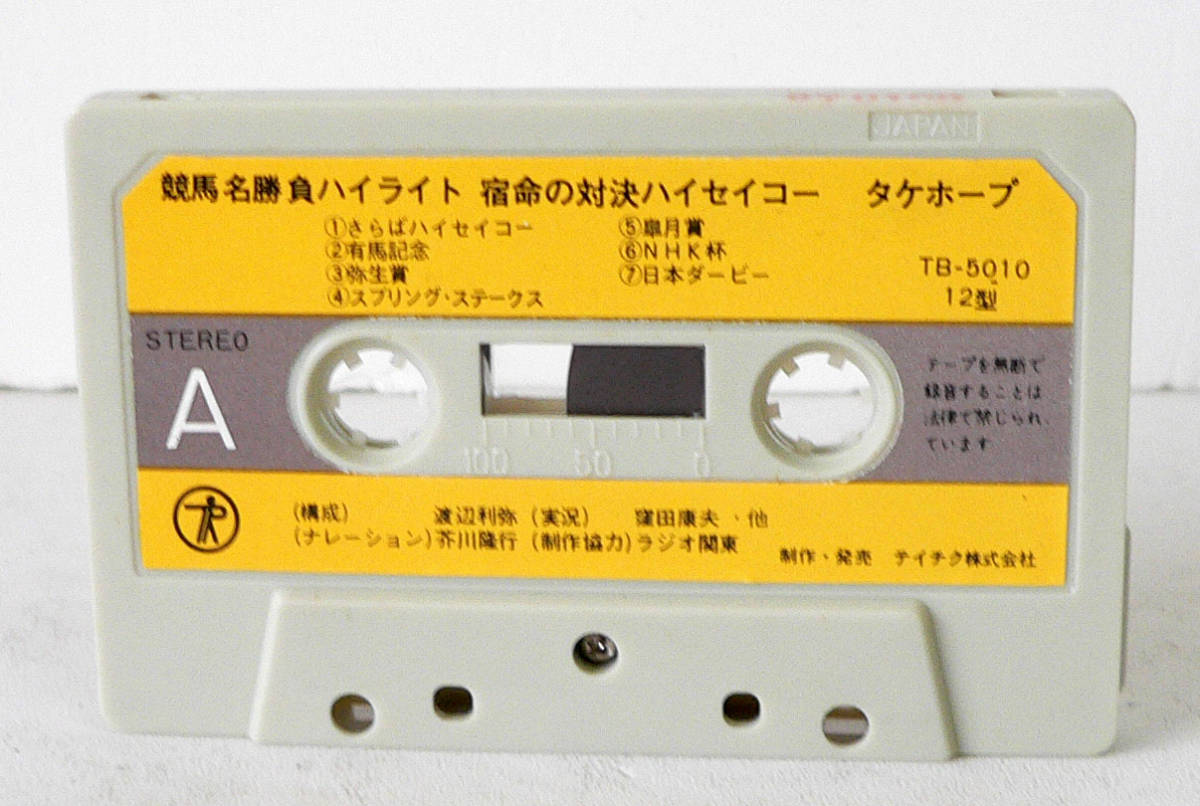 JAPAN
競馬名勝負ハイライト 宿命の対決ハイセイコー タケホープ
①さらばハイセイコー
②有馬記念
③弥生賞
④スプリング・ステークス
⑤皐月賞
⑥NHK杯
⑦日本ダービー
TB-5010
12型
STEREO
A
テープを無断で
録音することは
法律で禁じられ、
ています
100 50 0
(構成) 渡辺利弥 (実況) 窪田康夫・他
(ナレーション)芥川隆行 (制作協力)ラジオ関東
制作・発売 テイチク株式会社